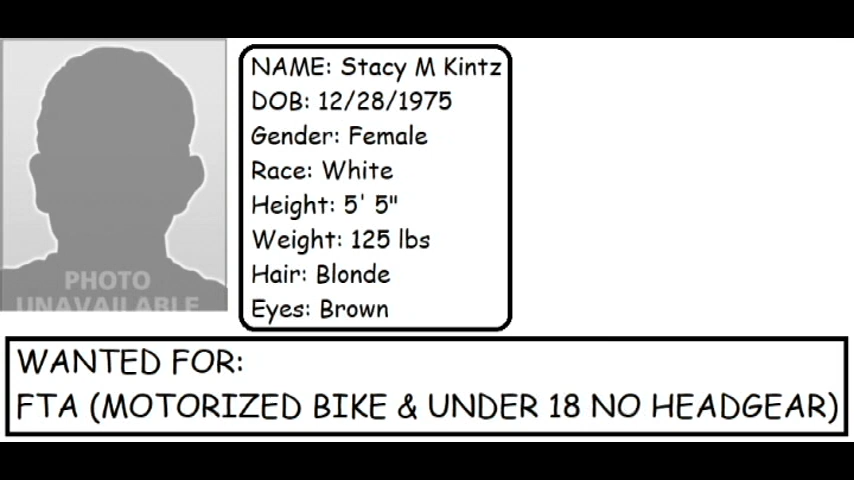 NAME: Stacy M Kintz
DOB: 12/28/1975
Gender: Female
Race: White
Height: 5' 5"
Weight: 125 lbs
Hair: Blonde
Eyes: Brown
PHOTO
UNAVAILABLE
WANTED FOR:
FTA (MOTORIZED BIKE & UNDER 18 NO HEADGEAR)